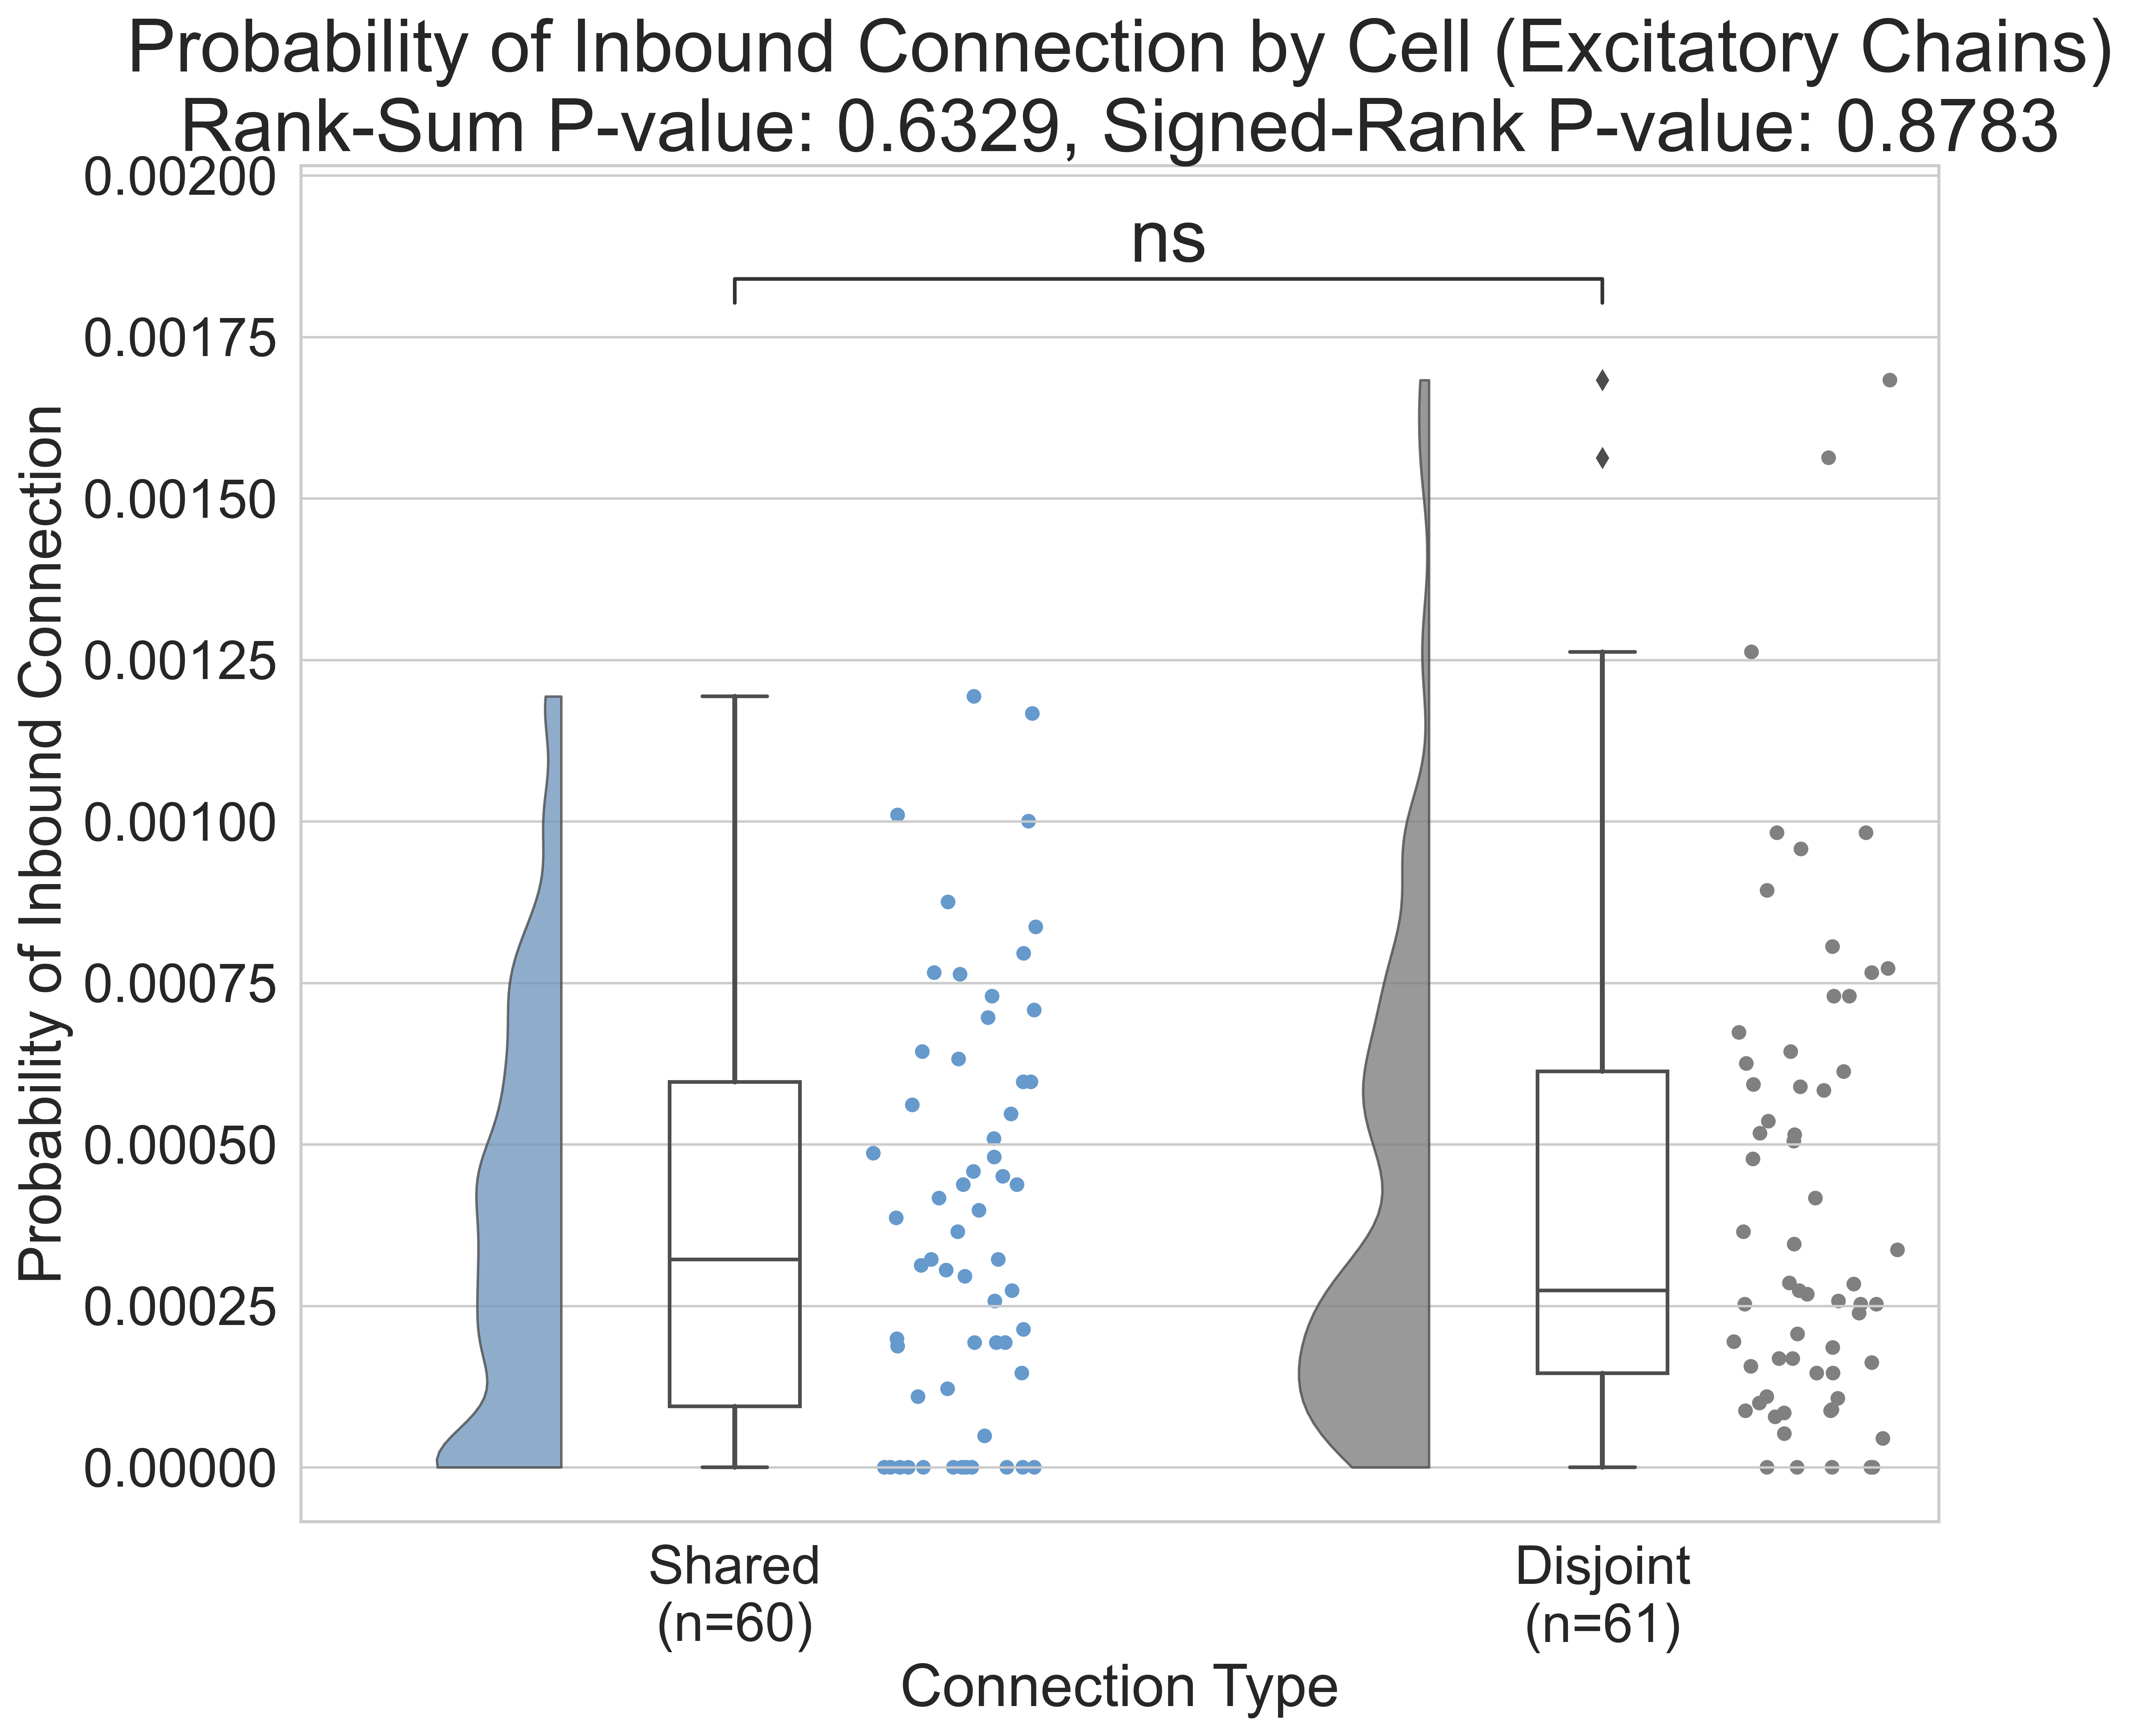 Probability of Inbound Connection by Cell (Excitatory Chains)
Rank-Sum P-value: 0.6329, Signed-Rank P-value: 0.8783
0.00200
ns
0.00175
0.00150
0.00125
0.00100
0.00075
0.00050
0.00025
0.00000
Probability of Inbound Connection
Shared
(n=60)
Disjoint
(n=61)
Connection Type